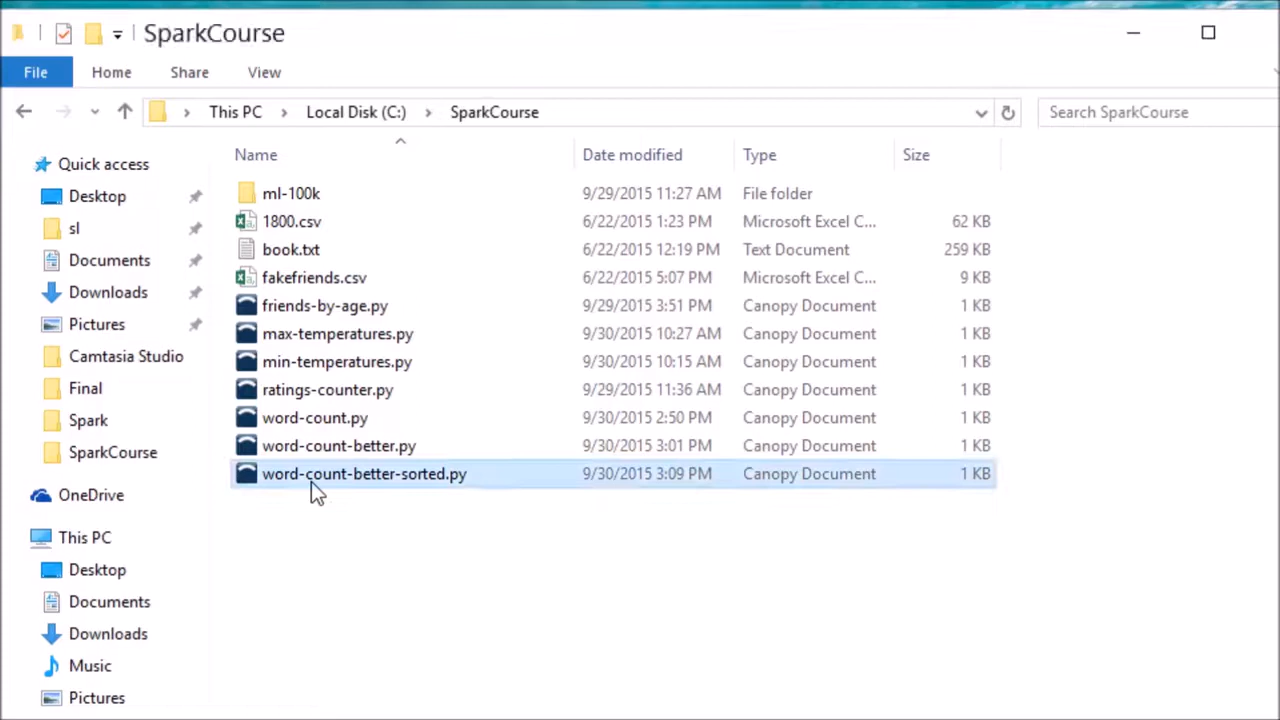 SparkCourse
File Home Share View
This PC Local Disk (C:) SparkCourse Search SparkCourse
Name Date modified Type Size
Quick access
Desktop
sl
Documents
Downloads
Pictures
Camtasia Studio
Final
Spark
SparkCourse
OneDrive
This PC
Desktop
Documents
Downloads
Music
Pictures
ml-100k 9/29/2015 11:27 AM File folder
1800.csv 6/22/2015 1:23 PM Microsoft Excel C... 62 KB
book.txt 6/22/2015 12:19 PM Text Document 259 KB
fakefriends.csv 6/22/2015 5:07 PM Microsoft Excel C... 9 KB
friends-by-age.py 9/29/2015 3:51 PM Canopy Document 1 KB
max-temperatures.py 9/30/2015 10:27 AM Canopy Document 1 KB
min-temperatures.py 9/30/2015 10:15 AM Canopy Document 1 KB
ratings-counter.py 9/29/2015 11:36 AM Canopy Document 1 KB
word-count.py 9/30/2015 2:50 PM Canopy Document 1 KB
word-count-better.py 9/30/2015 3:01 PM Canopy Document 1 KB
word-count-better-sorted.py 9/30/2015 3:09 PM Canopy Document 1 KB